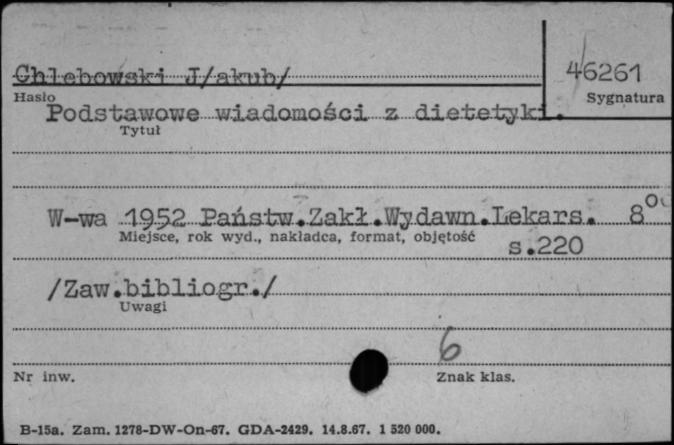 Chlebowski J/akub/
46261
Hasło
Sygnatura
Podstawowe wiadomości z dietetyki.
Tytuł
W-wa 1952 Państw.Zakł.Wydawn.Lekars. 8⁰
Miejsce, rok wyd., nakładca, format, objętość
s.220
/Zaw.bibliogr./
Uwagi
6
Nr inw.
Znak klas.
B-15a. Zam. 1278-DW-On-67. GDA-2429. 14.8.67. 1 520 000.